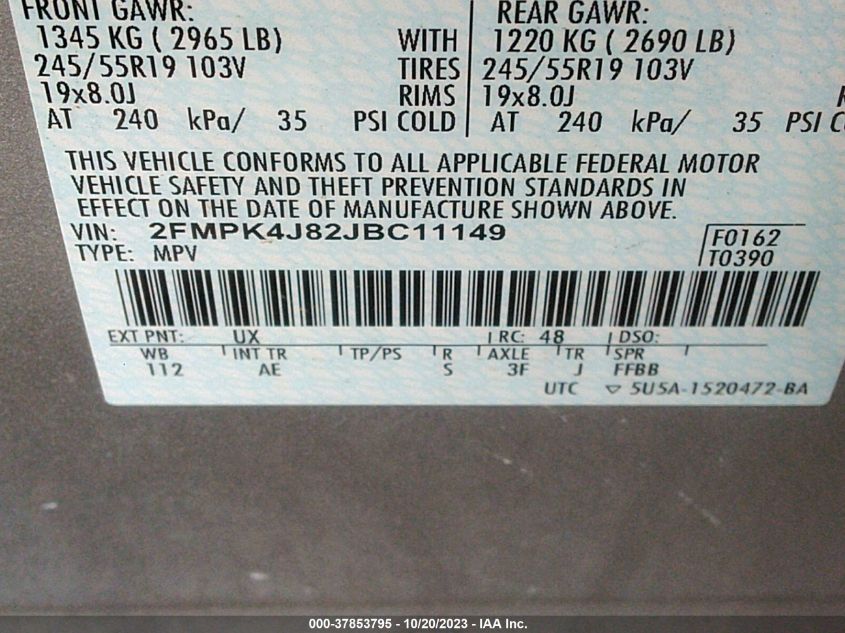 FRONT GAWR: REAR GAWR:
1345 KG ( 2965 LB) WITH 1220 KG ( 2690 LB)
245/55R19 103V TIRES 245/55R19 103V
19x8.0J RIMS 19x8.0J
AT 240 kPa/ 35 PSI COLD AT 240 kPa/ 35 PSI
THIS VEHICLE CONFORMS TO ALL APPLICABLE FEDERAL MOTOR
VEHICLE SAFETY AND THEFT PREVENTION STANDARDS IN
EFFECT ON THE DATE OF MANUFACTURE SHOWN ABOVE.
VIN: 2FMPK4J82JBC11149 F0162
TYPE: MPV T0390
EXT PNT: UX RC: 48 DSO:
WB INT TR TP/PS R AXLE TR SPR
112 AE S 3F J FFBB
UTC ▽ 5U5A-1520472-BA
000-37853795 - 10/20/2023 - IAA Inc.